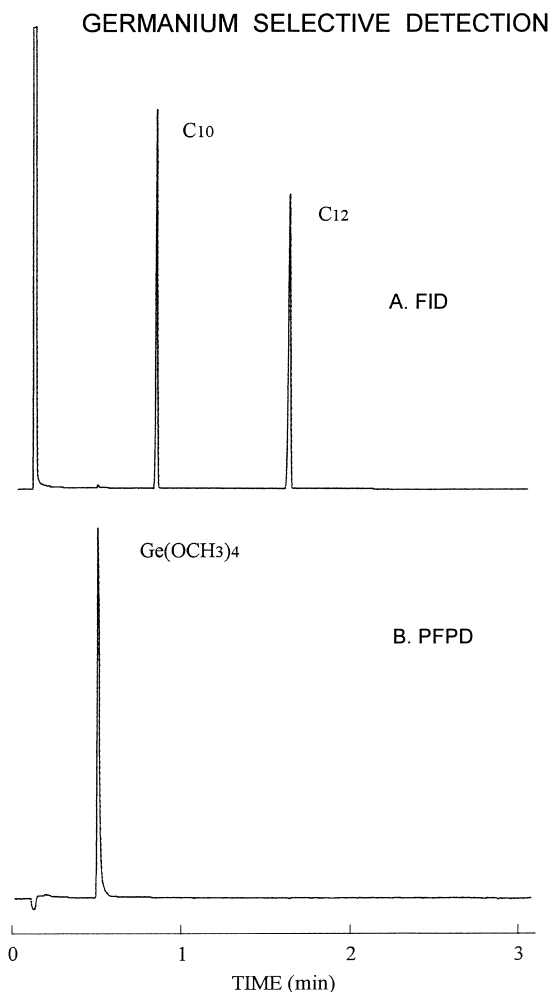 GERMANIUM SELECTIVE DETECTION
C10
C12
A. FID
Ge(OCH3)4
B. PFPD
0 1 2 3
TIME (min)